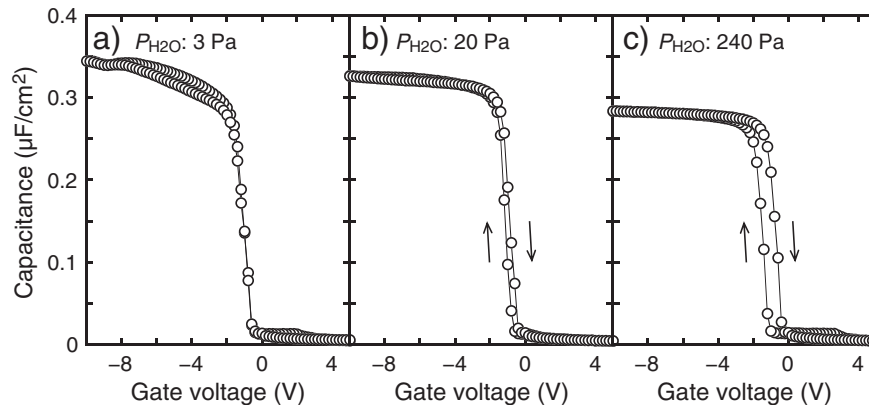 a) PH2O: 3 Pa
b) PH2O: 20 Pa
c) PH2O: 240 Pa
Capacitance (μF/cm2)
0.4
0.3
0.2
0.1
0
−8 −4 0 4
−8 −4 0 4
−8 −4 0 4
Gate voltage (V)
Gate voltage (V)
Gate voltage (V)